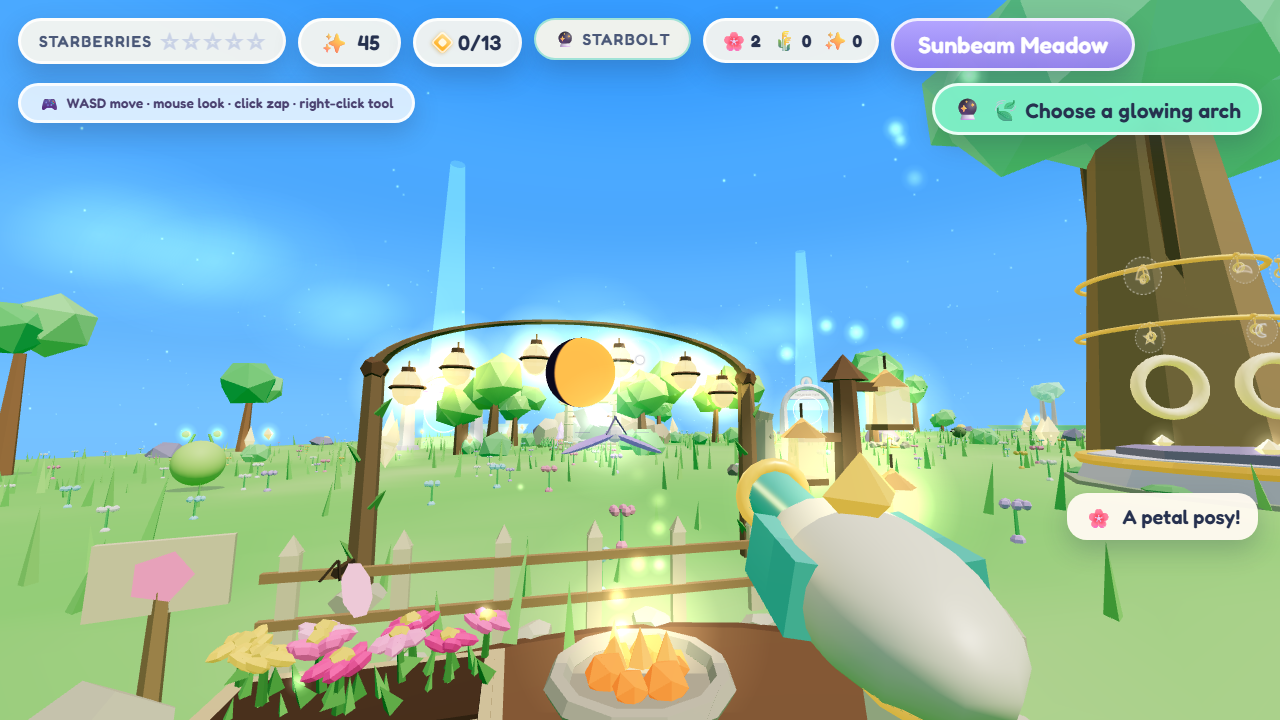 STARBERRIES
45
0/13
STARBOLT
2 0 0
Sunbeam Meadow
WASD move · mouse look · click zap · right-click tool
Choose a glowing arch
A petal posy!